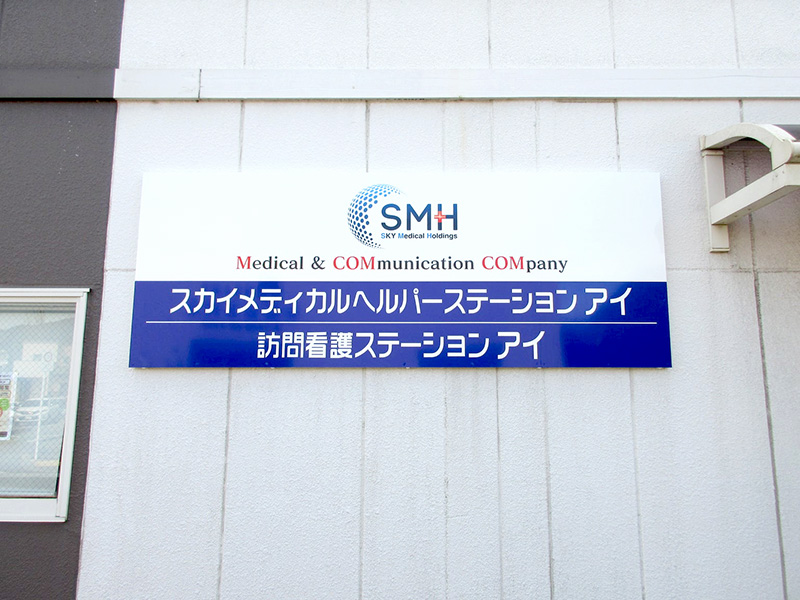 SMH
SKY Medical Holdings
Medical & COMmunication COMpany
スカイメディカルヘルパーステーション アイ
訪問看護ステーション アイ